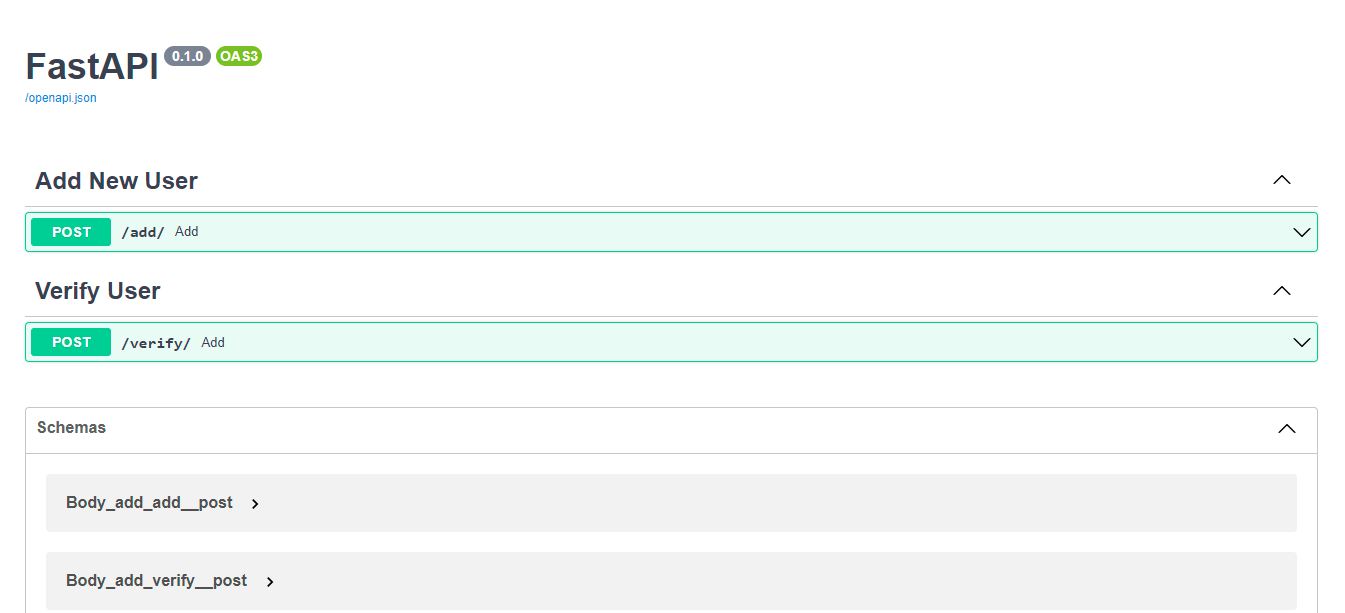 FastAPI 0.1.0 OAS3
/openapi.json
Add New User
POST /add/ Add
Verify User
POST /verify/ Add
Schemas
Body_add_add__post
Body_add_verify__post